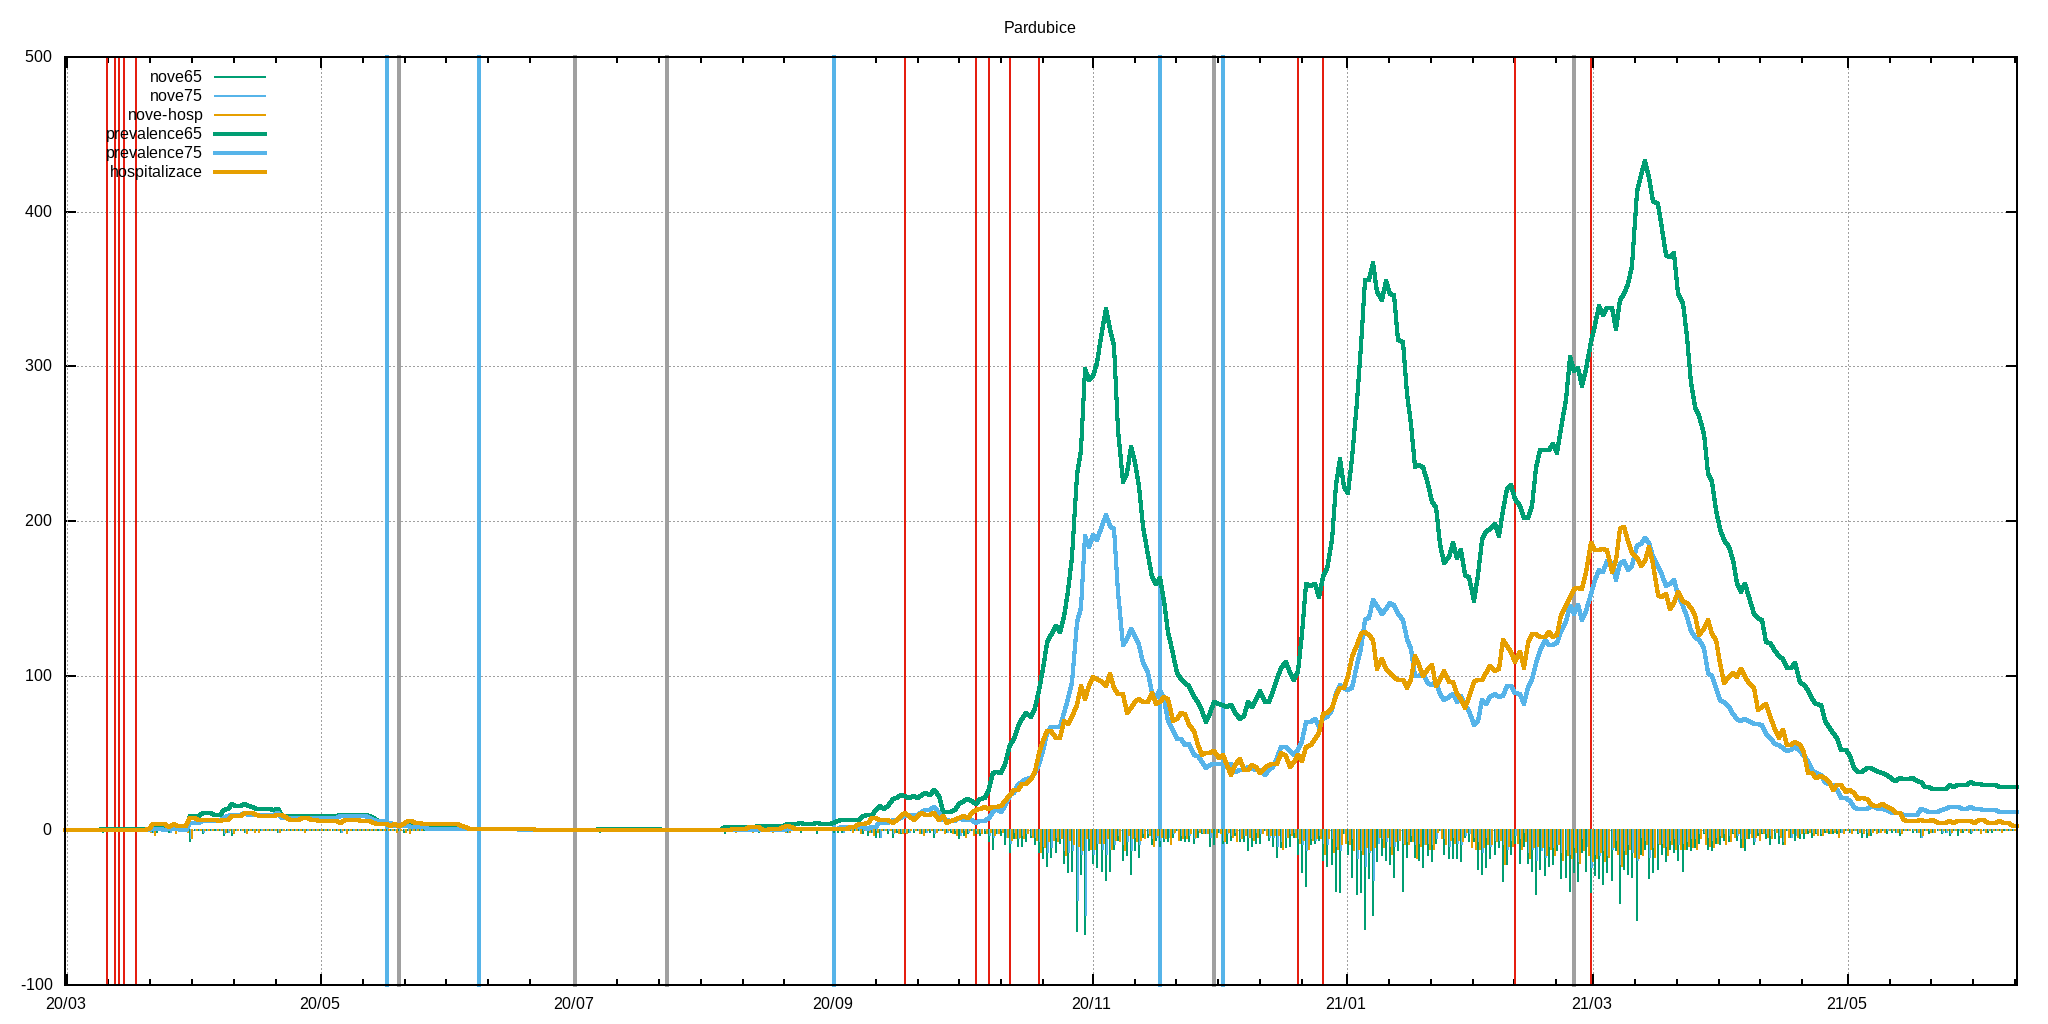 Pardubice
500
nove65
nove75
nove-hosp
prevalence65
prevalence75
hospitalizace
400
300
200
100
0
-100
20/03 20/05 20/07 20/09 20/11 21/01 21/03 21/05